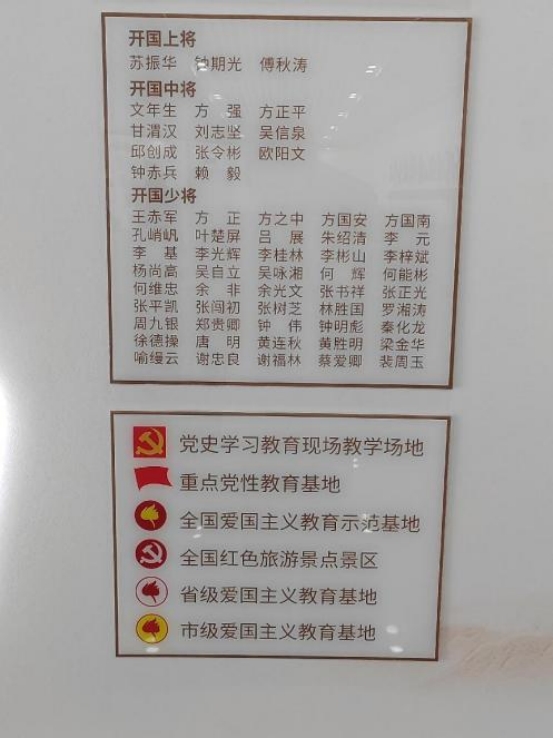 开国上将
苏振华 钟期光 傅秋涛
开国中将
文年生 方强 方正平
甘渭汉 刘志坚 吴信泉
邱创成 张令彬 欧阳文
钟赤兵 赖毅
开国少将
王赤军 方正 方之中 方国安 方国南
孔峭帆 叶楚屏 吕展 朱绍清 李元
李基 李光辉 李桂林 李彬山 李梓斌
杨尚高 吴自立 吴咏湘 何辉 何能彬
何维忠 余非 余光文 张书祥 张正光
张平凯 张闯初 张树芝 林胜国 罗湘涛
周九银 郑贵卿 钟伟 钟明彪 秦化龙
徐德操 唐明 黄连秋 黄胜明 梁金华
喻缦云 谢忠良 谢福林 蔡爱卿 裴周玉
党史学习教育现场教学场地
重点党性教育基地
全国爱国主义教育示范基地
全国红色旅游景点景区
省级爱国主义教育基地
市级爱国主义教育基地